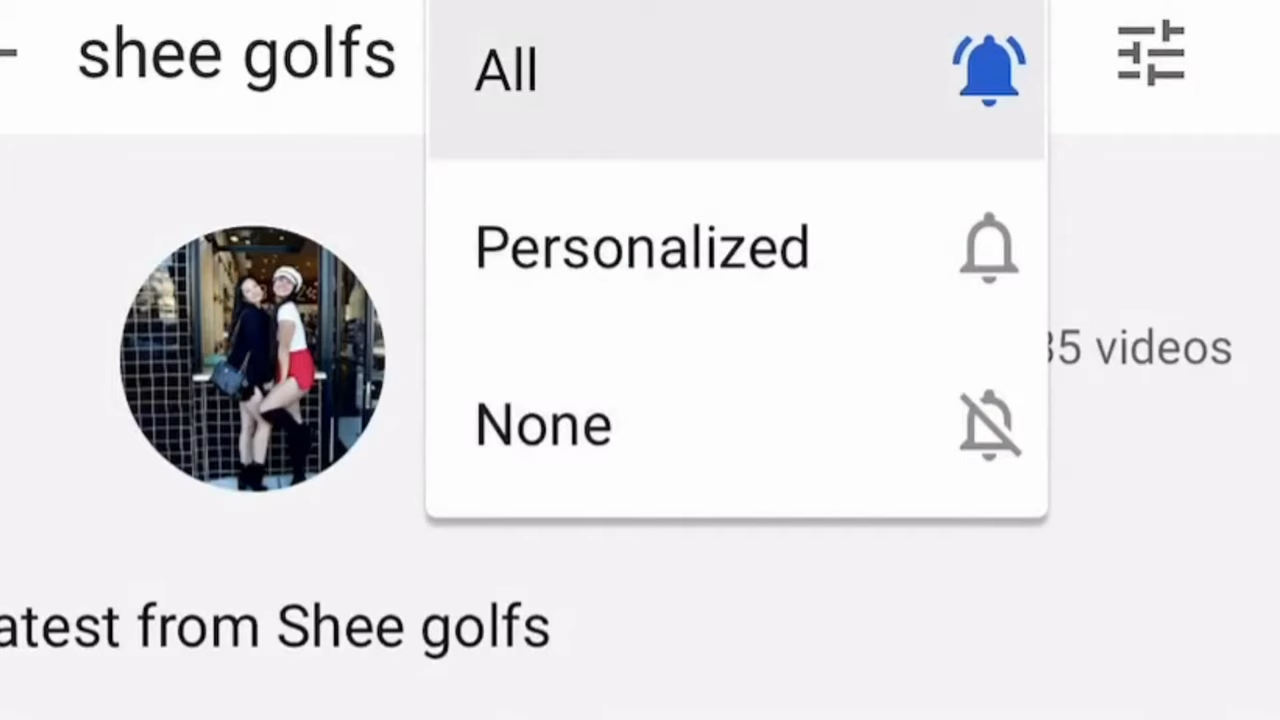 shee golfs
All
Personalized
35 videos
None
atest from Shee golfs